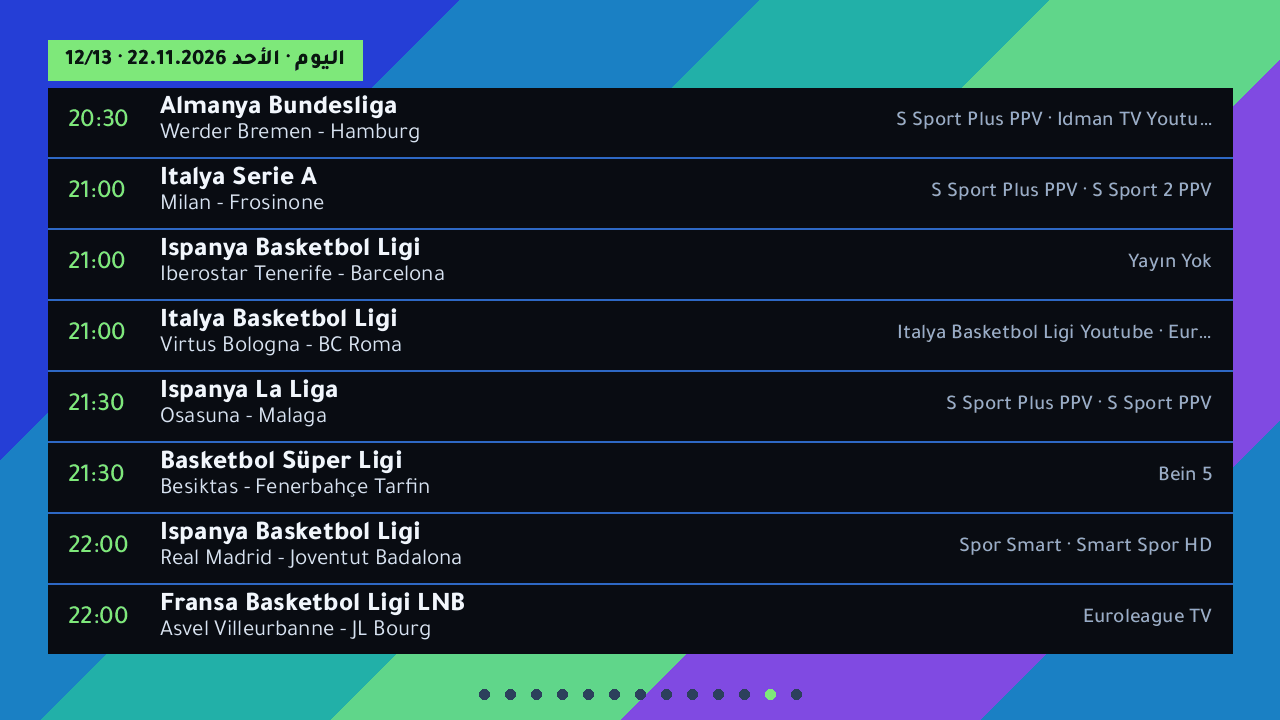 اليوم · الأحد 22.11.2026 · 12/13
20:30
Almanya Bundesliga
Werder Bremen - Hamburg
S Sport Plus PPV · Idman TV Youtu…
21:00
Italya Serie A
Milan - Frosinone
S Sport Plus PPV · S Sport 2 PPV
21:00
Ispanya Basketbol Ligi
Iberostar Tenerife - Barcelona
Yayın Yok
21:00
Italya Basketbol Ligi
Virtus Bologna - BC Roma
Italya Basketbol Ligi Youtube · Eur…
21:30
Ispanya La Liga
Osasuna - Malaga
S Sport Plus PPV · S Sport PPV
21:30
Basketbol Süper Ligi
Besiktas - Fenerbahçe Tarfin
Bein 5
22:00
Ispanya Basketbol Ligi
Real Madrid - Joventut Badalona
Spor Smart · Smart Spor HD
22:00
Fransa Basketbol Ligi LNB
Asvel Villeurbanne - JL Bourg
Euroleague TV